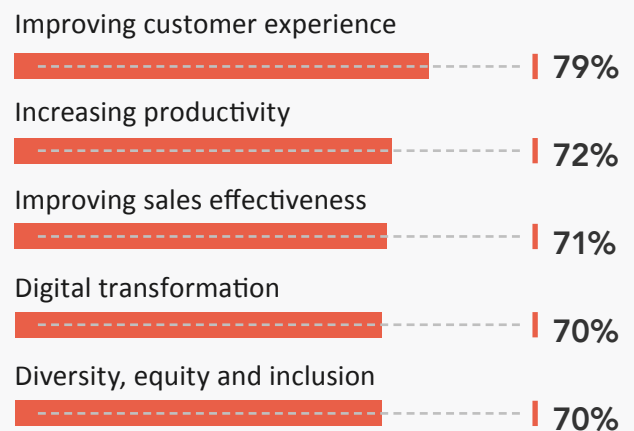 Improving customer experience
79%
Increasing productivity
72%
Improving sales effectiveness
71%
Digital transformation
70%
Diversity, equity and inclusion
70%